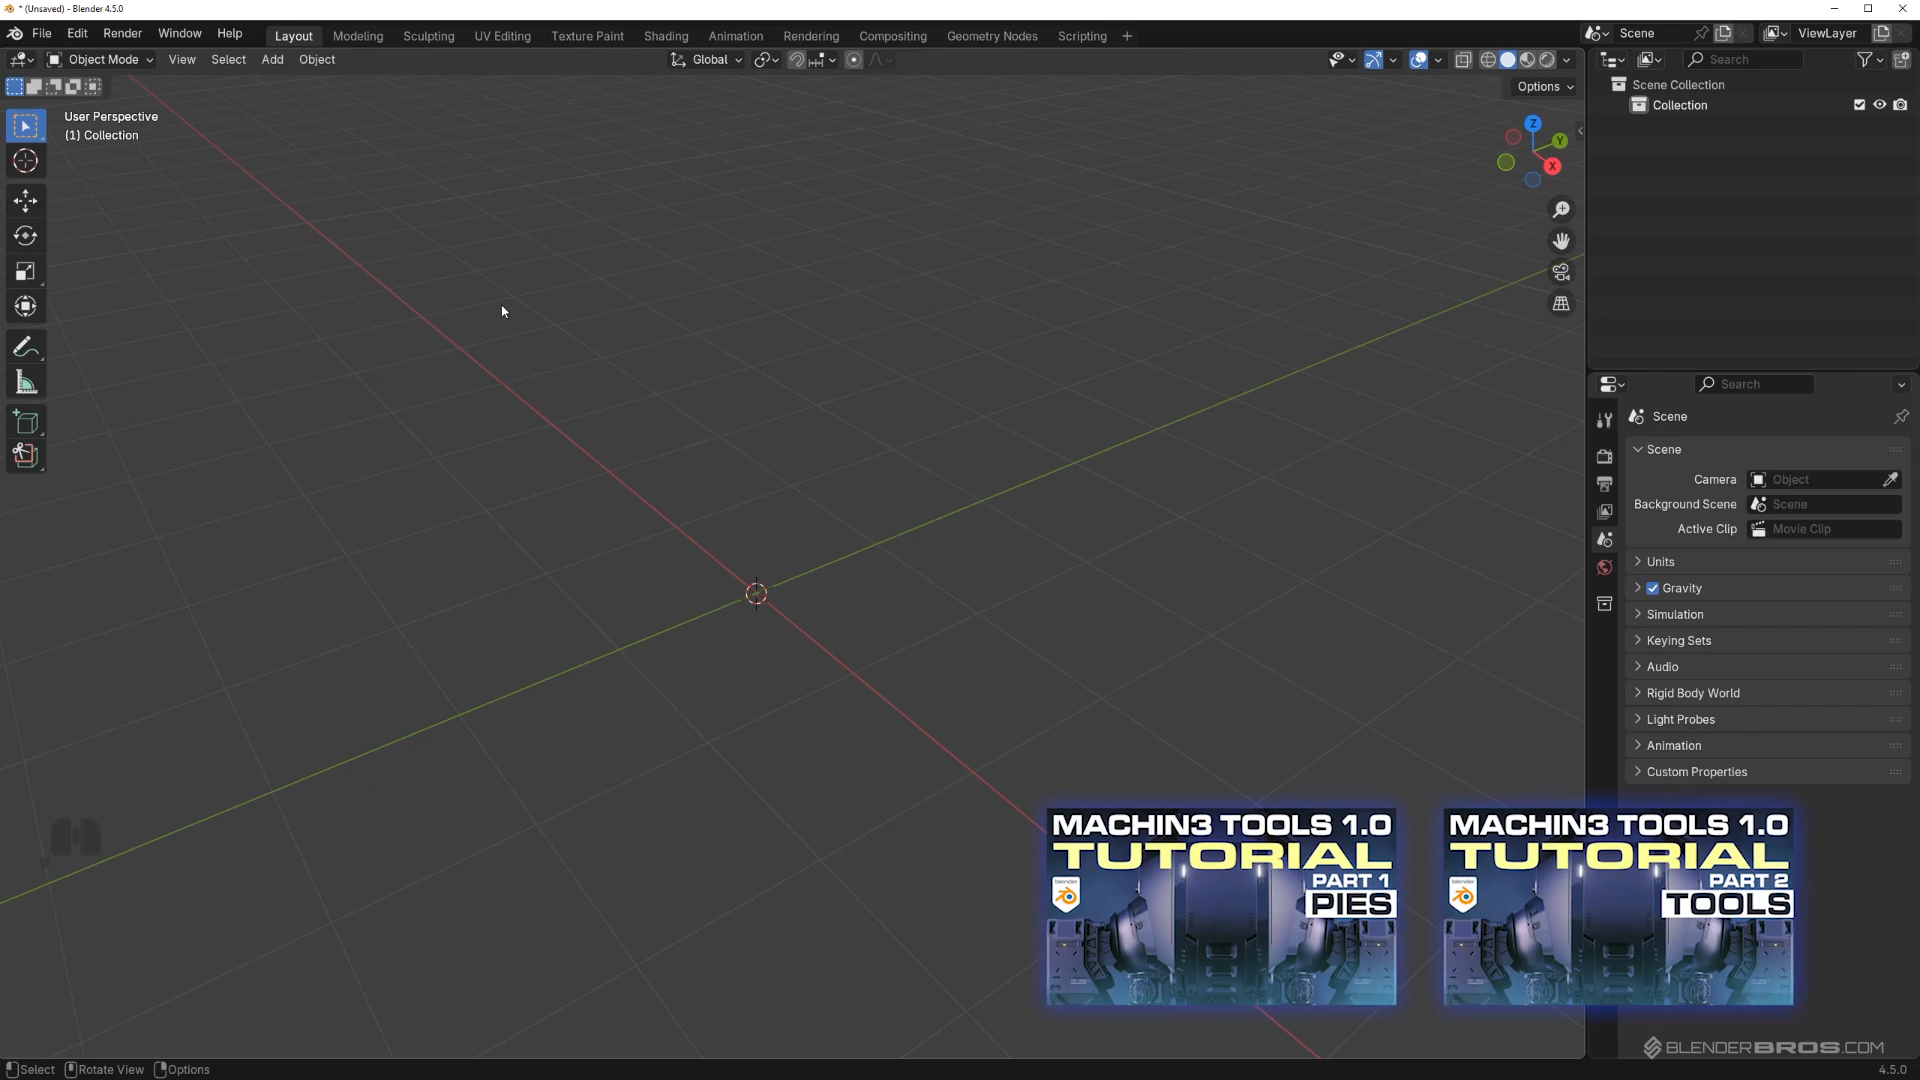 * (Unsaved) - Blender 4.5.0
File Edit Render Window Help Layout Modeling Sculpting UV Editing Texture Paint Shading Animation Rendering Compositing Geometry Nodes Scripting + Scene ViewLayer
Object Mode View Select Add Object Global Search
Options
User Perspective
(1) Collection
Z
Y
X
Scene Collection
Collection
Search
Scene
Scene
Camera Object
Background Scene Scene
Active Clip Movie Clip
Units
Gravity
Simulation
Keying Sets
Audio
Rigid Body World
Light Probes
Animation
Custom Properties
MACHIN3 TOOLS 1.0
TUTORIAL
PART 1
PIES
blender
MACHIN3 TOOLS 1.0
TUTORIAL
PART 2
TOOLS
blender
BLENDERBROS.COM
Select Rotate View Options 4.5.0